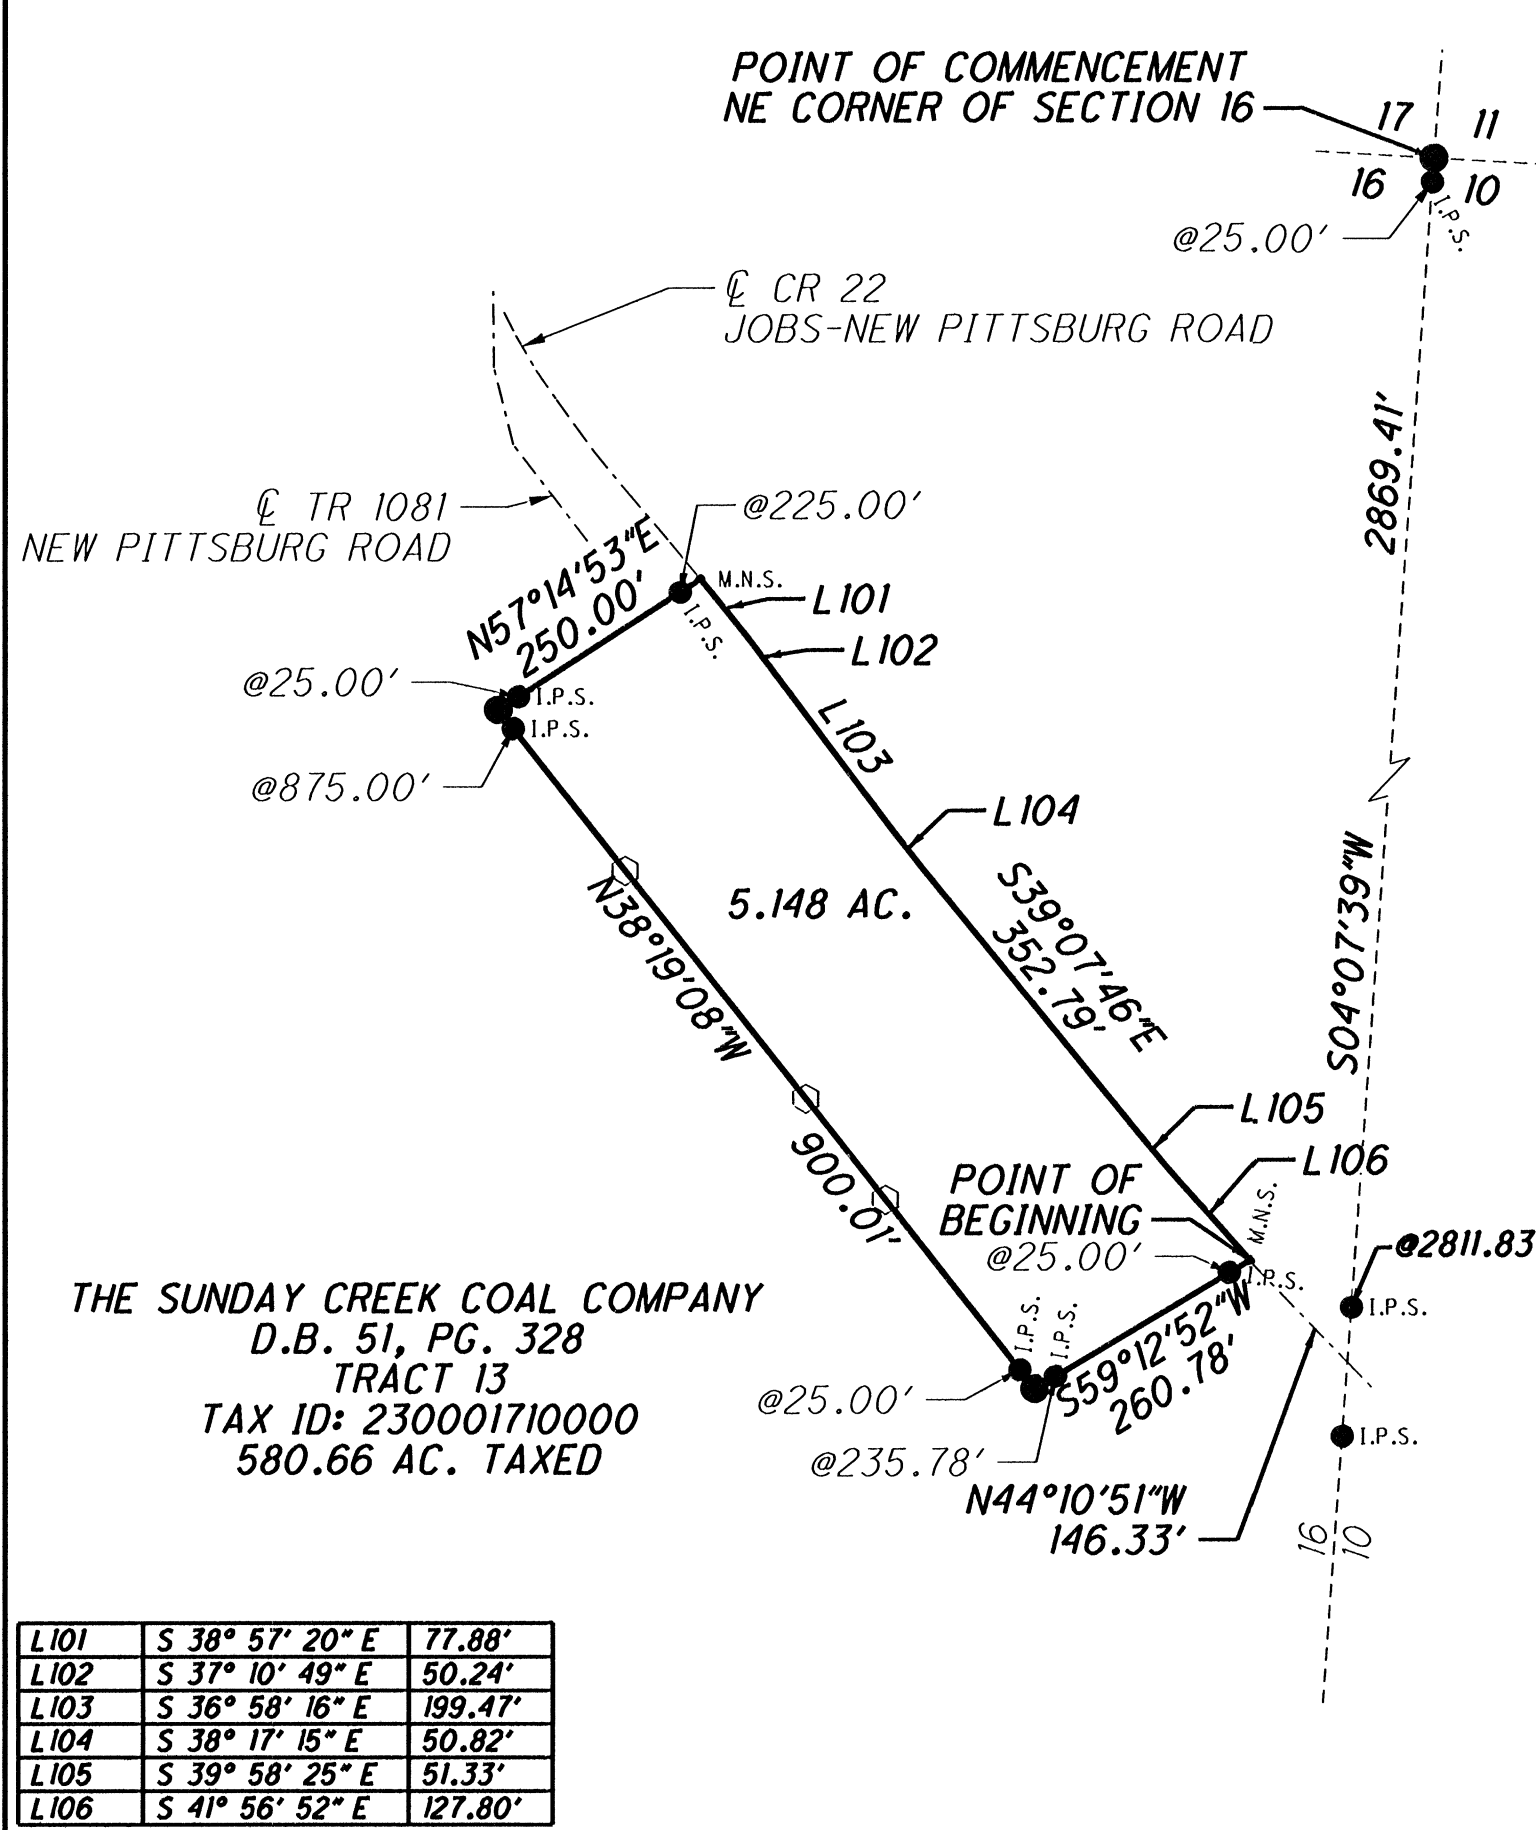 POINT OF COMMENCEMENT
NE CORNER OF SECTION 16
17
11
16
10
I.P.S.
@25.00'
℄ CR 22
JOBS-NEW PITTSBURG ROAD
2869.41'
℄ TR 1081
NEW PITTSBURG ROAD
@225.00'
N57°14'53"E
250.00'
M.N.S.
L101
I.P.S.
L102
@25.00'
I.P.S.
I.P.S.
L103
@875.00'
L104
5.148 AC.
S39°07'46"E
352.79'
N38°19'08"W
900.01'
S04°07'39"W
L105
L106
POINT OF
BEGINNING
M.N.S.
@25.00'
I.P.S.
@2811.83
I.P.S.
THE SUNDAY CREEK COAL COMPANY
D.B. 51, PG. 328
TRACT 13
TAX ID: 230001710000
580.66 AC. TAXED
I.P.S.
I.P.S.
S59°12'52"W
260.78'
@25.00'
@235.78'
I.P.S.
N44°10'51"W
146.33'
16
10
L101 S 38° 57' 20" E 77.88'
L102 S 37° 10' 49" E 50.24'
L103 S 36° 58' 16" E 199.47'
L104 S 38° 17' 15" E 50.82'
L105 S 39° 58' 25" E 51.33'
L106 S 41° 56' 52" E 127.80'